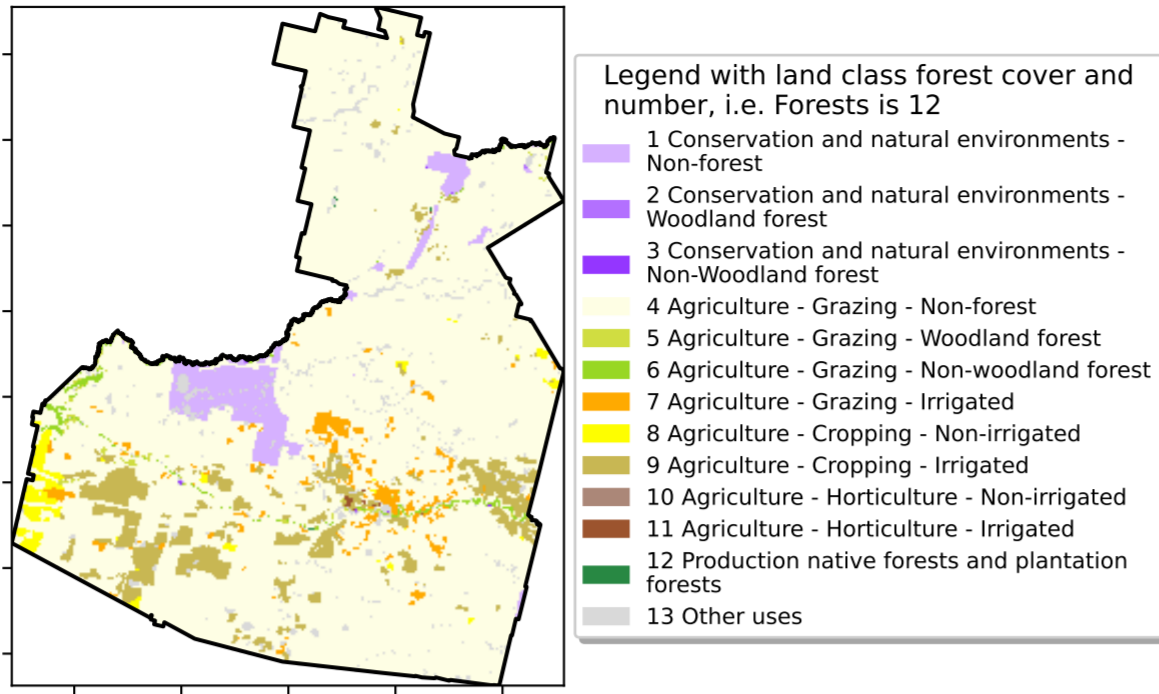 Legend with land class forest cover and
number, i.e. Forests is 12
1 Conservation and natural environments -
Non-forest
2 Conservation and natural environments -
Woodland forest
3 Conservation and natural environments -
Non-Woodland forest
4 Agriculture - Grazing - Non-forest
5 Agriculture - Grazing - Woodland forest
6 Agriculture - Grazing - Non-woodland forest
7 Agriculture - Grazing - Irrigated
8 Agriculture - Cropping - Non-irrigated
9 Agriculture - Cropping - Irrigated
10 Agriculture - Horticulture - Non-irrigated
11 Agriculture - Horticulture - Irrigated
12 Production native forests and plantation
forests
13 Other uses